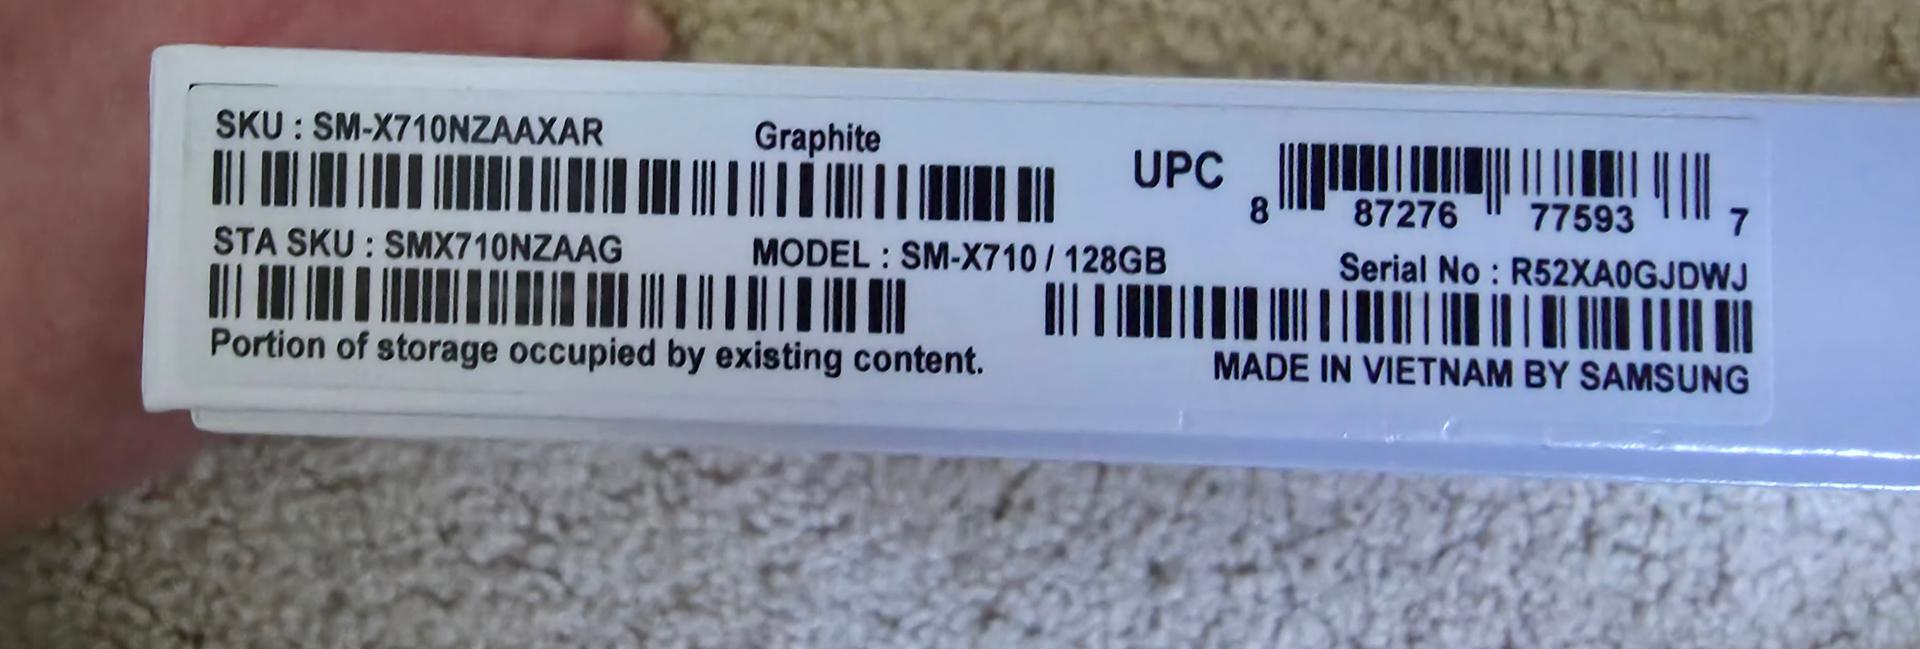 SKU : SM-X710NZAAXAR
Graphite
UPC
8 87276 77593 7
STA SKU : SMX710NZAAG
MODEL : SM-X710 / 128GB
Serial No : R52XA0GJDWJ
Portion of storage occupied by existing content.
MADE IN VIETNAM BY SAMSUNG